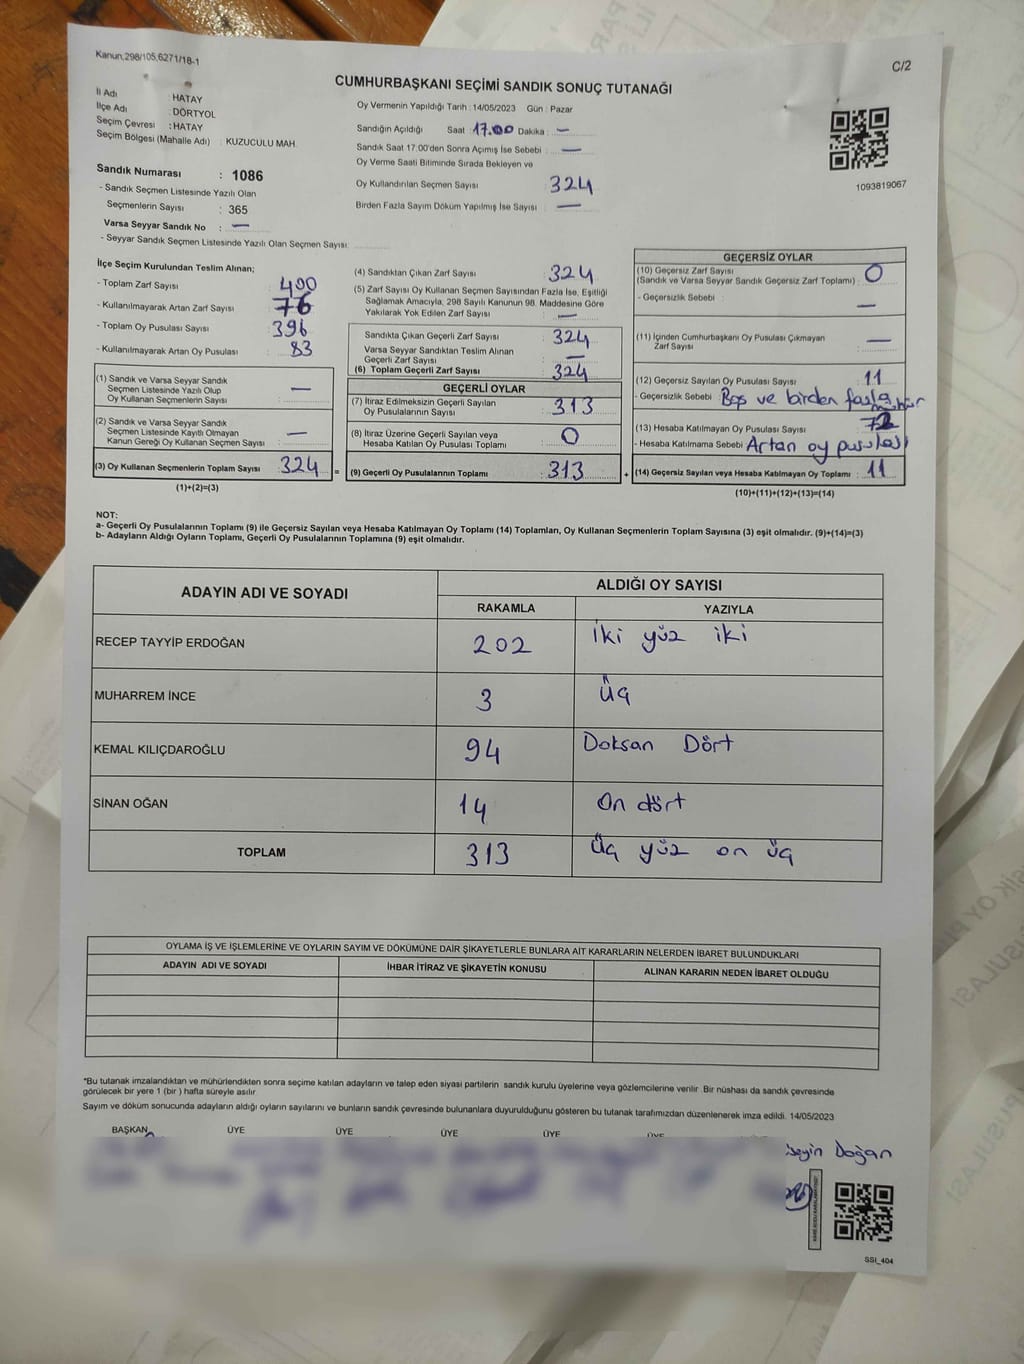 Kanun,298/105,6271/18-1
C/2
CUMHURBAŞKANI SEÇİMİ SANDIK SONUÇ TUTANAĞI
İl Adı HATAY
İlçe Adı DÖRTYOL
Seçim Çevresi : HATAY
Seçim Bölgesi (Mahalle Adı) : KUZUCULU MAH.
Oy Vermenin Yapıldığı Tarih : 14/05/2023 Gün : Pazar
Sandığın Açıldığı Saat 17.00 Dakika : —
Sandık Saat 17:00'den Sonra Açımış İse Sebebi : —
Oy Verme Saati Bitiminde Sırada Bekleyen ve
Oy Kullandırılan Seçmen Sayısı : 324
Birden Fazla Sayım Döküm Yapılmış İse Sayısı : —
1093819067
Sandık Numarası : 1086
- Sandık Seçmen Listesinde Yazılı Olan
Seçmenlerin Sayısı : 365
Varsa Seyyar Sandık No : —
- Seyyar Sandık Seçmen Listesinde Yazılı Olan Seçmen Sayısı:
İlçe Seçim Kurulundan Teslim Alınan;
- Toplam Zarf Sayısı : 400
- Kullanılmayarak Artan Zarf Sayısı : 76
- Toplam Oy Pusulası Sayısı : 396
- Kullanılmayarak Artan Oy Pusulası : 83
(1) Sandık ve Varsa Seyyar Sandık
Seçmen Listesinde Yazılı Olup
Oy Kullanan Seçmenlerin Sayısı : —
(2) Sandık ve Varsa Seyyar Sandık
Seçmen Listesinde Kayıtlı Olmayan
Kanun Gereği Oy Kullanan Seçmen Sayısı : —
(3) Oy Kullanan Seçmenlerin Toplam Sayısı : 324 =
(1)+(2)=(3)
(4) Sandıktan Çıkan Zarf Sayısı : 324
(5) Zarf Sayısı Oy Kullanan Seçmen Sayısından Fazla İse, Eşitliği
Sağlamak Amacıyla, 298 Sayılı Kanunun 98. Maddesine Göre
Yakılarak Yok Edilen Zarf Sayısı : —
Sandıkta Çıkan Geçerli Zarf Sayısı : 324
Varsa Seyyar Sandıktan Teslim Alınan
Geçerli Zarf Sayısı : —
(6) Toplam Geçerli Zarf Sayısı : 324
GEÇERLİ OYLAR
(7) İtiraz Edilmeksizin Geçerli Sayılan
Oy Pusulalarının Sayısı : 313
(8) İtiraz Üzerine Geçerli Sayılan veya
Hesaba Katılan Oy Pusulası Toplamı : 0
(9) Geçerli Oy Pusulalarının Toplamı : 313 +
GEÇERSİZ OYLAR
(10) Geçersiz Zarf Sayısı
(Sandık ve Varsa Seyyar Sandık Geçersiz Zarf Toplamı) : 0
- Geçersizlik Sebebi : —
(11) İçinden Cumhurbaşkanı Oy Pusulası Çıkmayan
Zarf Sayısı : —
(12) Geçersiz Sayılan Oy Pusulası Sayısı : 11
- Geçersizlik Sebebi : Boş ve birden fazla mühür
(13) Hesaba Katılmayan Oy Pusulası Sayısı : 72
- Hesaba Katılmama Sebebi : Artan oy pusulası
(14) Geçersiz Sayılan veya Hesaba Katılmayan Oy Toplamı : 11
(10)+(11)+(12)+(13)=(14)
NOT:
a- Geçerli Oy Pusulalarının Toplamı (9) ile Geçersiz Sayılan veya Hesaba Katılmayan Oy Toplamı (14) Toplamları, Oy Kullanan Seçmenlerin Toplam Sayısına (3) eşit olmalıdır. (9)+(14)=(3)
b- Adayların Aldığı Oyların Toplamı, Geçerli Oy Pusulalarının Toplamına (9) eşit olmalıdır.
ADAYIN ADI VE SOYADI ALDIĞI OY SAYISI
RAKAMLA YAZIYLA
RECEP TAYYİP ERDOĞAN 202 İki yüz iki
MUHARREM İNCE 3 Üç
KEMAL KILIÇDAROĞLU 94 Doksan Dört
SİNAN OĞAN 14 On dört
TOPLAM 313 Üç yüz on üç
OYLAMA İŞ VE İŞLEMLERİNE VE OYLARIN SAYIM VE DÖKÜMÜNE DAİR ŞİKAYETLERLE BUNLARA AİT KARARLARIN NELERDEN İBARET BULUNDUKLARI
ADAYIN ADI VE SOYADI İHBAR İTİRAZ VE ŞİKAYETİN KONUSU ALINAN KARARIN NEDEN İBARET OLDUĞU
*Bu tutanak imzalandıktan ve mühürlendikten sonra seçime katılan adayların ve talep eden siyasi partilerin sandık kurulu üyelerine veya gözlemcilerine verilir. Bir nüshası da sandık çevresinde
görülecek bir yere 1 (bir) hafta süreyle asılır
Sayım ve döküm sonucunda adayların aldığı oyların sayılarını ve bunların sandık çevresinde bulunanlara duyurulduğunu gösteren bu tutanak tarafımızdan düzenlenerek imza edildi. 14/05/2023
BAŞKAN ÜYE ÜYE ÜYE ÜYE ÜYE
Doğan
SSI_404